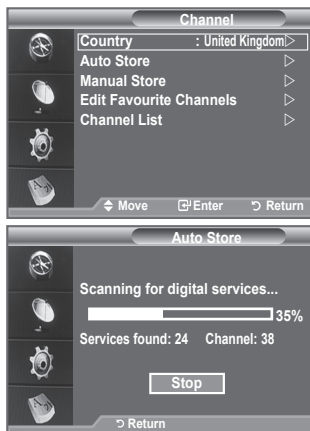 Channel
Country : United Kingdom
Auto Store
Manual Store
Edit Favourite Channels
Channel List
Move Enter Return
Auto Store
Scanning for digital services...
35%
Services found: 24 Channel: 38
Stop
Return